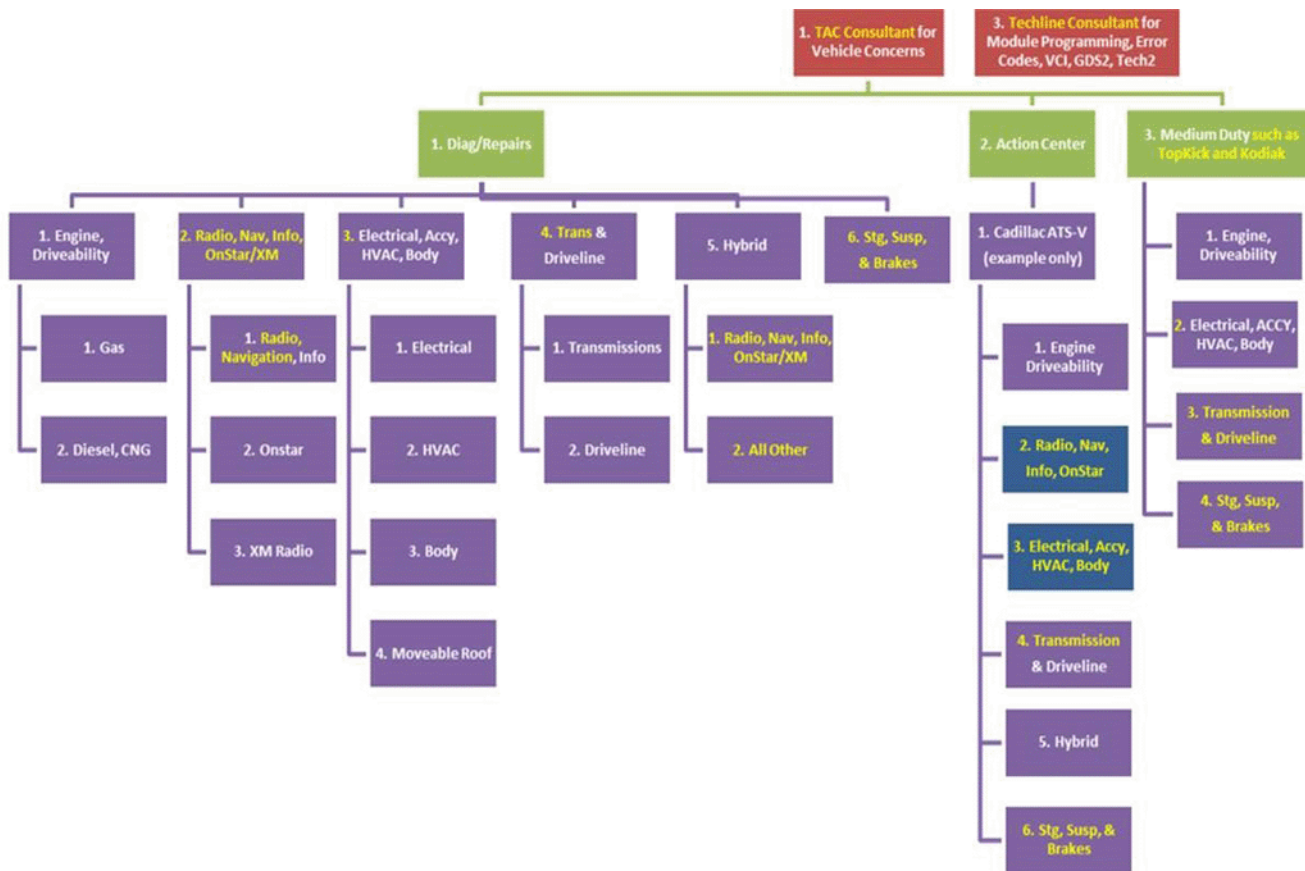 1. TAC Consultant for
Vehicle Concerns
3. Techline Consultant for
Module Programming, Error
Codes, VCI, GDS2, Tech2
1. Diag/Repairs
2. Action Center
3. Medium Duty such as
TopKick and Kodiak
1. Engine,
Driveability
2. Radio, Nav, Info,
OnStar/XM
3. Electrical, Accy,
HVAC, Body
4. Trans &
Driveline
5. Hybrid
6. Stg, Susp,
& Brakes
1. Cadillac ATS-V
(example only)
1. Engine,
Driveability
1. Gas
1. Radio,
Navigation, Info
1. Electrical
1. Transmissions
1. Radio, Nav, Info,
OnStar/XM
1. Engine
Driveability
2. Electrical, ACCY,
HVAC, Body
2. Diesel, CNG
2. Onstar
2. HVAC
2. Driveline
2. All Other
2. Radio, Nav,
Info, OnStar
3. Transmission
& Driveline
3. XM Radio
3. Body
3. Electrical, Accy,
HVAC, Body
4. Stg, Susp,
& Brakes
4. Moveable Roof
4. Transmission
& Driveline
5. Hybrid
6. Stg, Susp, &
Brakes